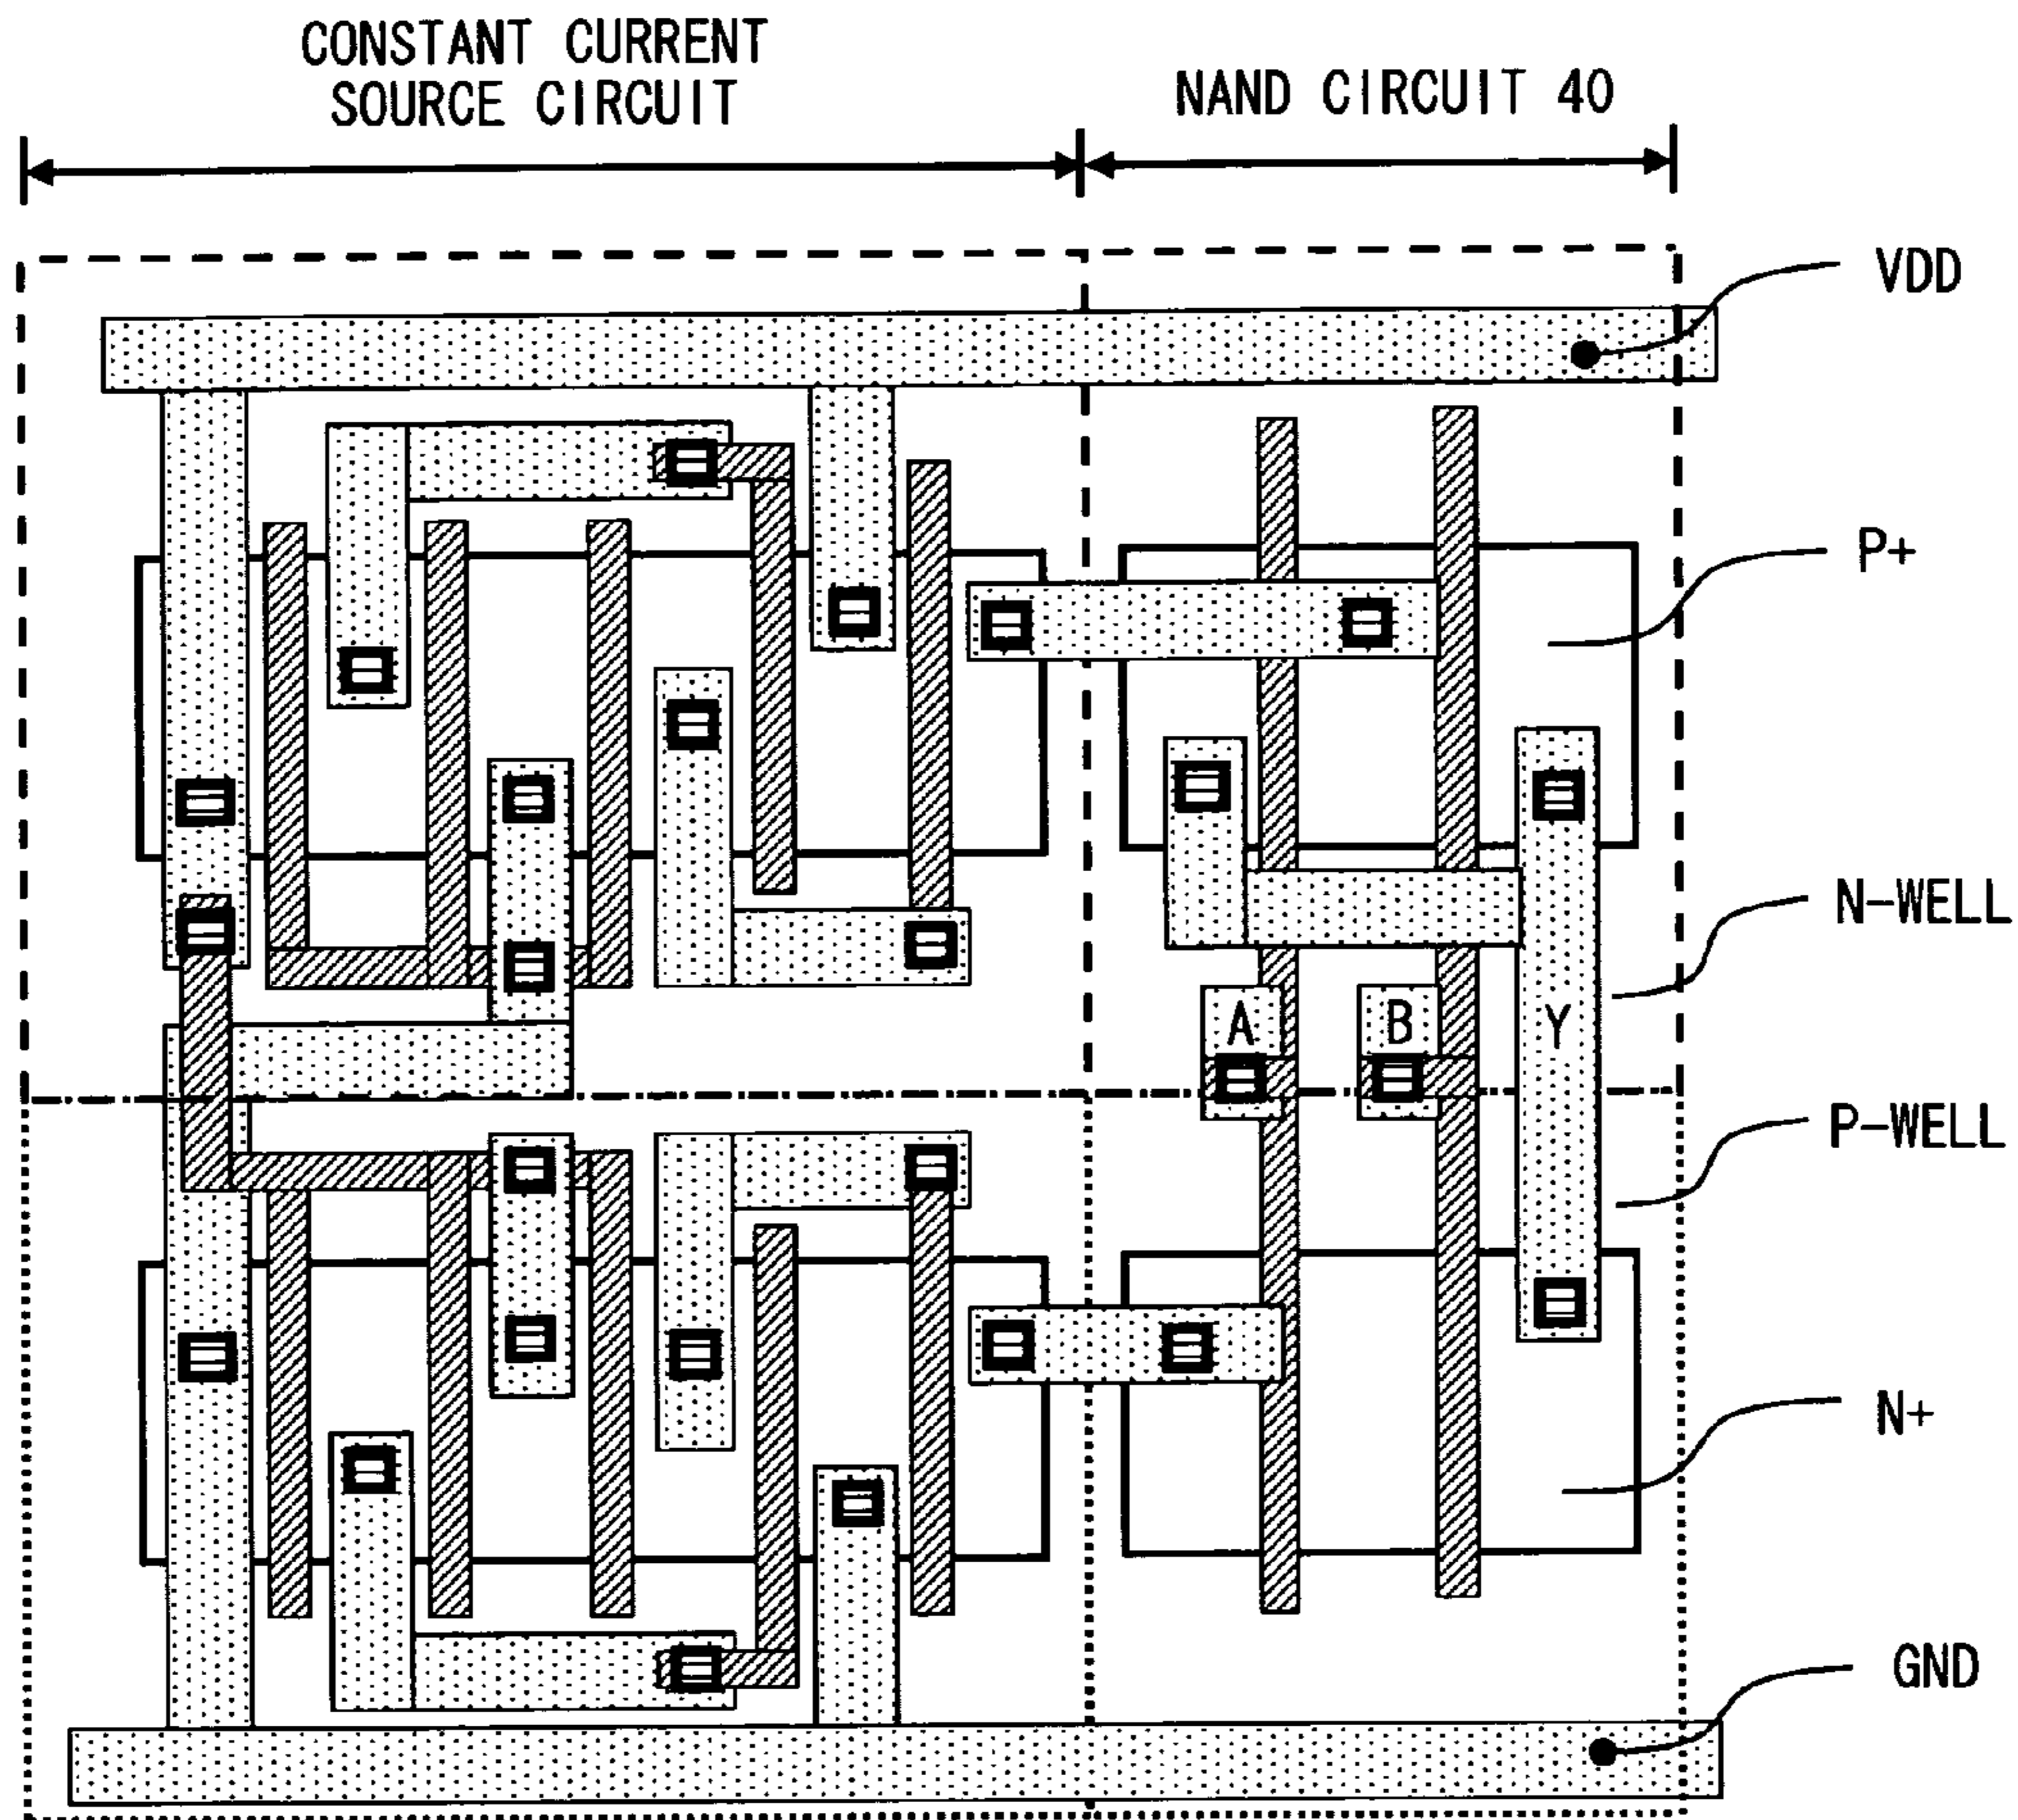 CONSTANT CURRENT
SOURCE CIRCUIT
NAND CIRCUIT 40
VDD
P+
N-WELL
A
B
Y
P-WELL
N+
GND